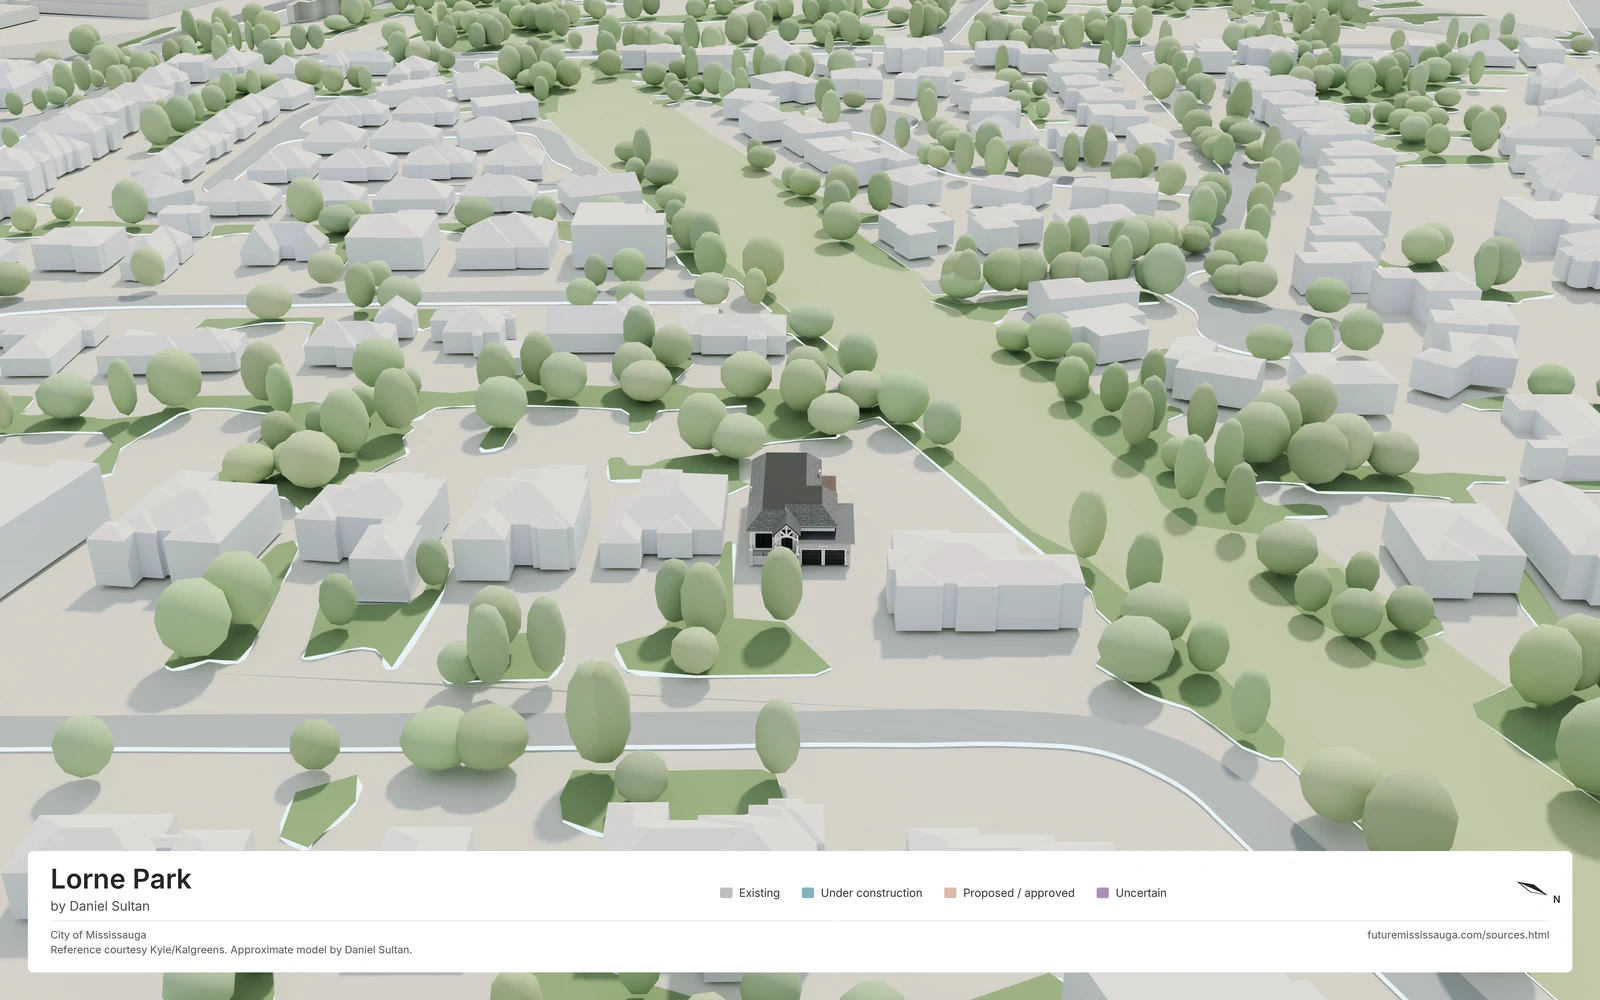 Lorne Park
by Daniel Sultan
Existing
Under construction
Proposed / approved
Uncertain
N
City of Mississauga
Reference courtesy Kyle/Kalgreens. Approximate model by Daniel Sultan.
futuremississauga.com/sources.html